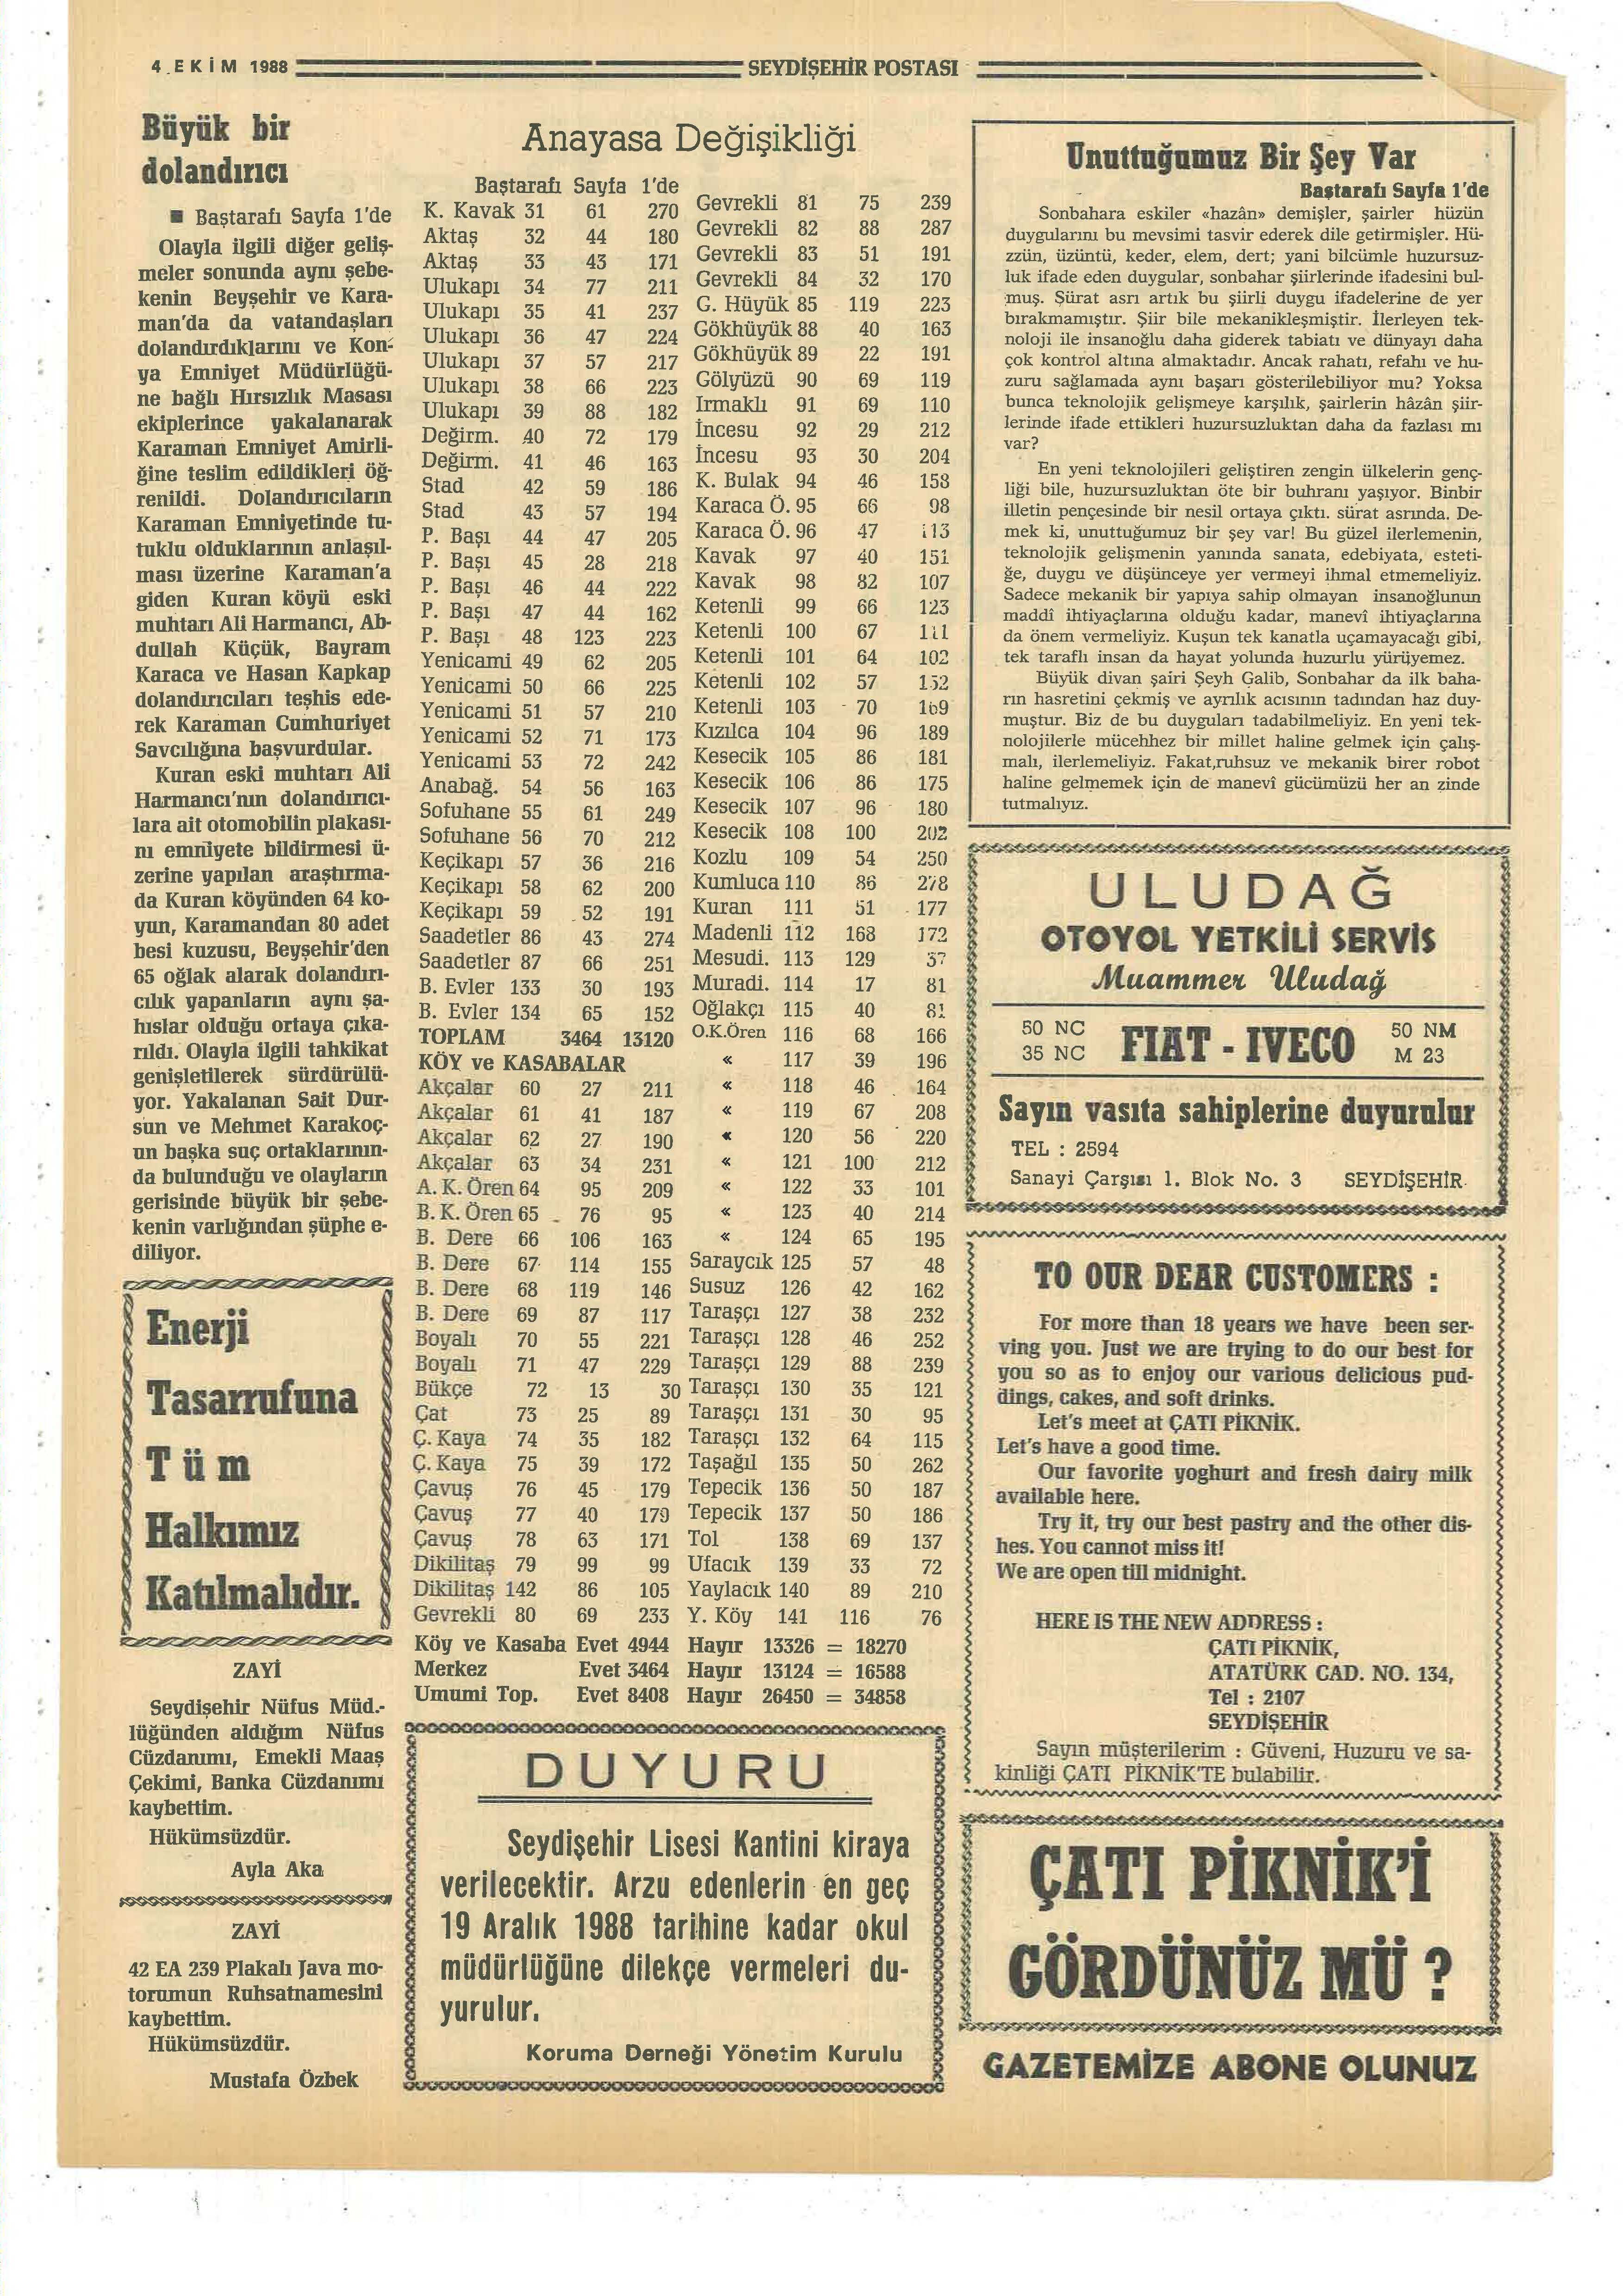 4 EKİM 1988
SEYDİŞEHİR POSTASI
Büyük bir
dolandırıcı
■ Baştarafı Sayfa 1'de
Olayla ilgili diğer geliş-
meler sonunda aynı şebe-
kenin Beyşehir ve Kara-
man'da da vatandaşları
dolandırdıklarını ve Kon-
ya Emniyet Müdürlüğü-
ne bağlı Hırsızlık Masası
ekiplerince yakalanarak
Karaman Emniyet Amirli-
ğine teslim edildikleri öğ-
renildi. Dolandırıcıların
Karaman Emniyetinde tu-
tuklu olduklarının anlaşıl-
ması üzerine Karaman'a
giden Kuran köyü eski
muhtarı Ali Harmancı, Ab-
dullah Küçük, Bayram
Karaca ve Hasan Kapkap
dolandırıcıları teşhis ede-
rek Karaman Cumhuriyet
Savcılığına başvurdular.
Kuran eski muhtarı Ali
Harmancı'nın dolandırıcı-
lara ait otomobilin plakası-
nı emniyete bildirmesi ü-
zerine yapılan araştırma-
da Kuran köyünden 64 ko-
yun, Karamandan 80 adet
besi kuzusu, Beyşehir'den
65 oğlak alarak dolandırı-
cılık yapanların aynı şa-
hıslar olduğu ortaya çıka-
rıldı. Olayla ilgili tahkikat
genişletilerek sürdürülü-
yor. Yakalanan Sait Dur-
sun ve Mehmet Karakoç-
un başka suç ortaklarının-
da bulunduğu ve olayların
gerisinde büyük bir şebe-
kenin varlığından şüphe e-
diliyor.
Enerji
Tasarrufuna
Tüm
Halkımız
Katılmalıdır.
ZAYİ
Seydişehir Nüfus Müd.-
lüğünden aldığım Nüfus
Cüzdanımı, Emekli Maaş
Çekimi, Banka Cüzdanımı
kaybettim.
Hükümsüzdür.
Ayla Aka
ZAYİ
42 EA 239 Plakalı Java mo-
torumun Ruhsatnamesini
kaybettim.
Hükümsüzdür.
Mustafa Özbek
Anayasa Değişikliği
Baştarafı Sayfa 1'de
K. Kavak 31 61 270
Aktaş 32 44 180
Aktaş 33 43 171
Ulukapı 34 77 211
Ulukapı 35 41 237
Ulukapı 36 47 224
Ulukapı 37 57 217
Ulukapı 38 66 223
Ulukapı 39 88 182
Değirm. 40 72 179
Değirm. 41 46 163
Stad 42 59 186
Stad 43 57 194
P. Başı 44 47 205
P. Başı 45 28 218
P. Başı 46 44 222
P. Başı 47 44 162
P. Başı 48 123 223
Yenicami 49 62 205
Yenicami 50 66 225
Yenicami 51 57 210
Yenicami 52 71 173
Yenicami 53 72 242
Anabağ. 54 56 163
Sofuhane 55 61 249
Sofuhane 56 70 212
Keçikapı 57 36 216
Keçikapı 58 62 200
Keçikapı 59 52 191
Saadetler 86 43 274
Saadetler 87 66 251
B. Evler 133 30 193
B. Evler 134 65 152
TOPLAM 3464 13120
KÖY ve KASABALAR
Akçalar 60 27 211
Akçalar 61 41 187
Akçalar 62 27 190
Akçalar 63 34 231
A. K. Ören 64 95 209
B. K. Ören 65 76 95
B. Dere 66 106 163
B. Dere 67 114 155
B. Dere 68 119 146
B. Dere 69 87 117
Boyalı 70 55 221
Boyalı 71 47 229
Bükçe 72 13 30
Çat 73 25 89
Ç. Kaya 74 35 182
Ç. Kaya 75 39 172
Çavuş 76 45 179
Çavuş 77 40 179
Çavuş 78 63 171
Dikilitaş 79 99 99
Dikilitaş 142 86 105
Gevrekli 80 69 233
Gevrekli 81 75 239
Gevrekli 82 88 287
Gevrekli 83 51 191
Gevrekli 84 32 170
G. Hüyük 85 119 223
Gökhüyük 88 40 163
Gökhüyük 89 22 191
Gölyüzü 90 69 119
Irmaklı 91 69 110
İncesu 92 29 212
İncesu 93 30 204
K. Bulak 94 46 158
Karaca Ö. 95 66 98
Karaca Ö. 96 47 113
Kavak 97 40 151
Kavak 98 82 107
Ketenli 99 66 123
Ketenli 100 67 111
Ketenli 101 64 102
Ketenli 102 57 152
Ketenli 103 70 169
Kızılca 104 96 189
Kesecik 105 86 181
Kesecik 106 86 175
Kesecik 107 96 180
Kesecik 108 100 202
Kozlu 109 54 250
Kumluca 110 86 278
Kuran 111 51 177
Madenli 112 168 172
Mesudi. 113 129 37
Muradi. 114 17 81
Oğlakçı 115 40 81
O.K.Ören 116 68 166
« 117 39 196
« 118 46 164
« 119 67 208
« 120 56 220
« 121 100 212
« 122 33 101
« 123 40 214
« 124 65 195
Saraycık 125 57 48
Susuz 126 42 162
Taraşçı 127 38 232
Taraşçı 128 46 252
Taraşçı 129 88 239
Taraşçı 130 35 121
Taraşçı 131 30 95
Taraşçı 132 64 115
Taşağıl 135 50 262
Tepecik 136 50 187
Tepecik 137 50 186
Tol 138 69 137
Ufacık 139 33 72
Yaylacık 140 89 210
Y. Köy 141 116 76
Köy ve Kasaba Evet 4944 Hayır 13326 = 18270
Merkez Evet 3464 Hayır 13124 = 16588
Umumi Top. Evet 8408 Hayır 26450 = 34858
DUYURU
Seydişehir Lisesi Kantini kiraya
verilecektir. Arzu edenlerin en geç
19 Aralık 1988 tarihine kadar okul
müdürlüğüne dilekçe vermeleri du-
yurulur.
Koruma Derneği Yönetim Kurulu
Unuttuğumuz Bir Şey Var
Baştarafı Sayfa 1'de
Sonbahara eskiler «hazân» demişler, şairler hüzün
duygularını bu mevsimi tasvir ederek dile getirmişler. Hü-
zzün, üzüntü, keder, elem, dert; yani bilcümle huzursuz-
luk ifade eden duygular, sonbahar şiirlerinde ifadesini bul-
muş. Şürat asrı artık bu şiirli duygu ifadelerine de yer
bırakmamıştır. Şiir bile mekanikleşmiştir. İlerleyen tek-
noloji ile insanoğlu daha giderek tabiatı ve dünyayı daha
çok kontrol altına almaktadır. Ancak rahatı, refahı ve hu-
zuru sağlamada aynı başarı gösterilebiliyor mu? Yoksa
bunca teknolojik gelişmeye karşılık, şairlerin hâzân şiir-
lerinde ifade ettikleri huzursuzluktan daha da fazlası mı
var?
En yeni teknolojileri geliştiren zengin ülkelerin genç-
liği bile, huzursuzluktan öte bir buhranı yaşıyor. Binbir
illetin pençesinde bir nesil ortaya çıktı. sürat asrında. De-
mek ki, unuttuğumuz bir şey var! Bu güzel ilerlemenin,
teknolojik gelişmenin yanında sanata, edebiyata, esteti-
ğe, duygu ve düşünceye yer vermeyi ihmal etmemeliyiz.
Sadece mekanik bir yapıya sahip olmayan insanoğlunun
maddî ihtiyaçlarına olduğu kadar, manevî ihtiyaçlarına
da önem vermeliyiz. Kuşun tek kanatla uçamayacağı gibi,
tek taraflı insan da hayat yolunda huzurlu yürüyemez.
Büyük divan şairi Şeyh Galib, Sonbahar da ilk baha-
rın hasretini çekmiş ve ayrılık acısının tadından haz duy-
muştur. Biz de bu duyguları tadabilmeliyiz. En yeni tek-
nolojilerle mücehhez bir millet haline gelmek için çalış-
malı, ilerlemeliyiz. Fakat,ruhsuz ve mekanik birer robot
haline gelmemek için de manevî gücümüzü her an zinde
tutmalıyız.
ULUDAĞ
OTOYOL YETKİLİ SERVİS
Muammer Uludağ
50 NC
35 NC
FIAT - IVECO
50 NM
M 23
Sayın vasıta sahiplerine duyurulur
TEL : 2594
Sanayi Çarşısı 1. Blok No. 3 SEYDİŞEHİR
TO OUR DEAR CUSTOMERS :
For more than 18 years we have been ser-
ving you. Just we are trying to do our best for
you so as to enjoy our various delicious pud-
dings, cakes, and soft drinks.
Let's meet at ÇATI PİKNİK.
Let's have a good time.
Our favorite yoghurt and fresh dairy milk
available here.
Try it, try our best pastry and the other dis-
hes. You cannot miss it!
We are open till midnight.
HERE IS THE NEW ADDRESS :
ÇATI PİKNİK,
ATATÜRK CAD. NO. 134,
Tel : 2107
SEYDİŞEHİR
Sayın müşterilerim : Güveni, Huzuru ve sa-
kinliği ÇATI PİKNİK'TE bulabilir.
ÇATI PİKNİK'İ
GÖRDÜNÜZ MÜ ?
GAZETEMİZE ABONE OLUNUZ